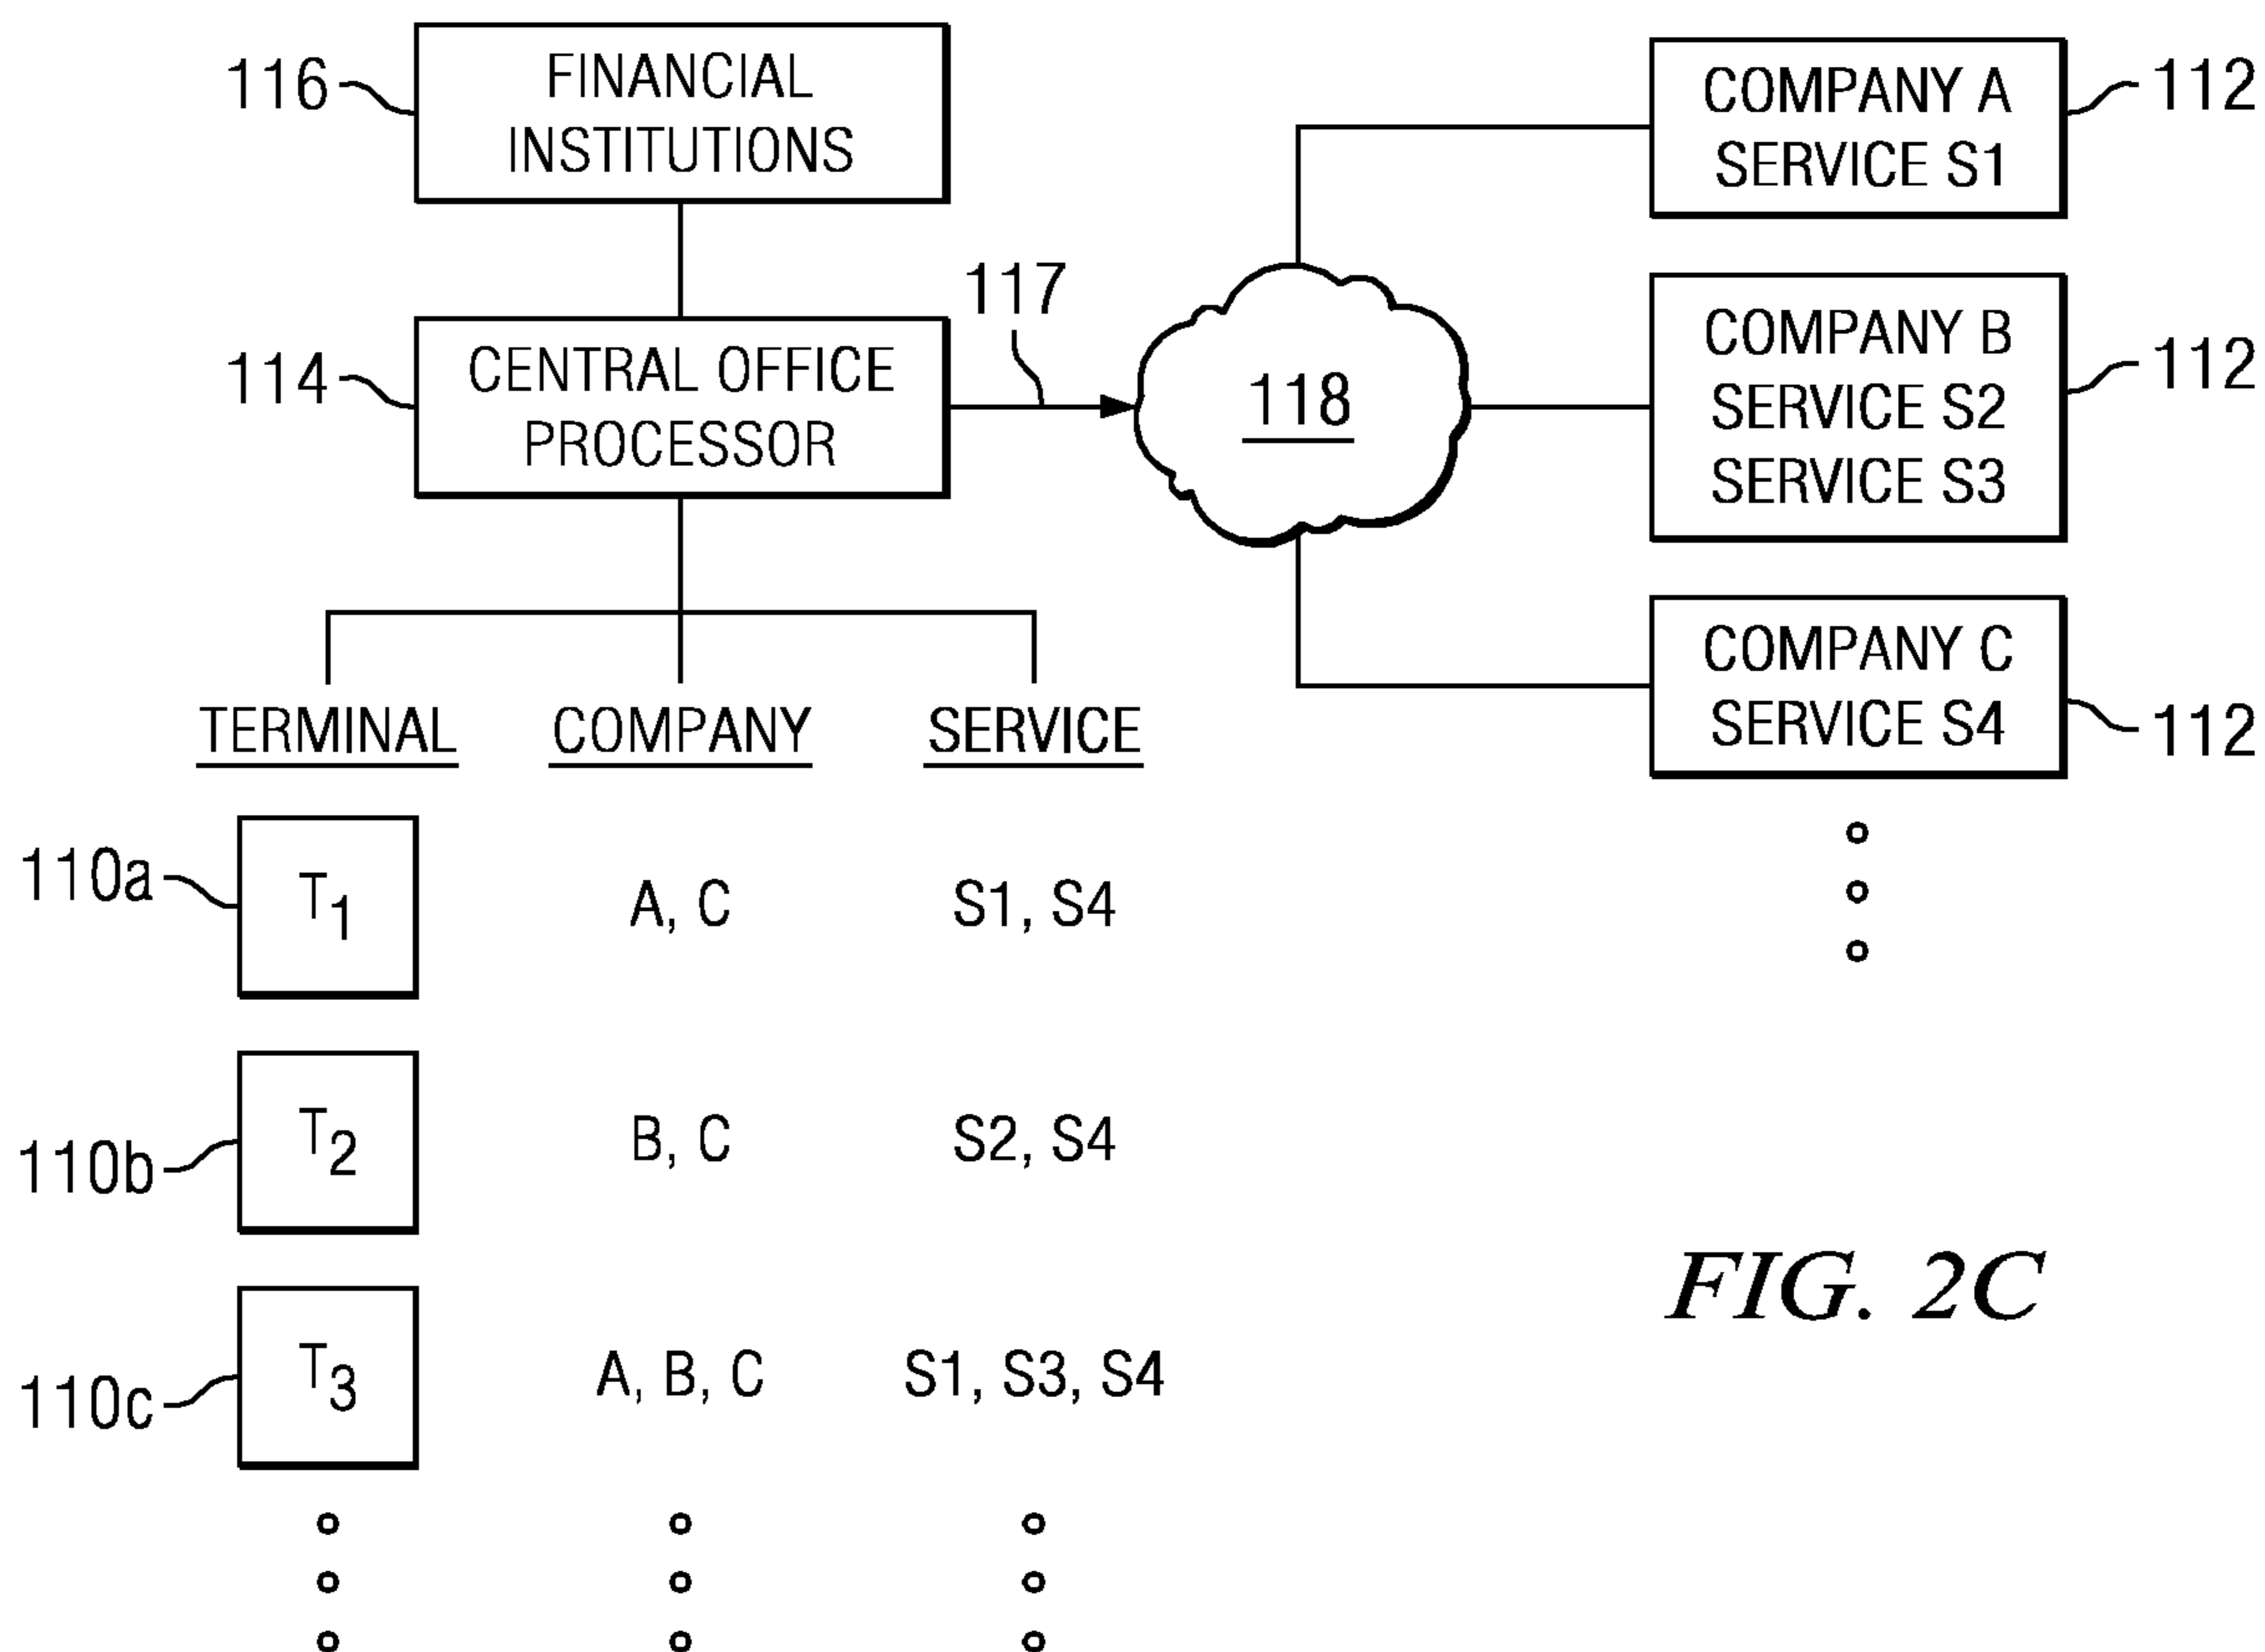 116
FINANCIAL
INSTITUTIONS
COMPANY A
SERVICE S1
112
117
114
CENTRAL OFFICE
PROCESSOR
118
COMPANY B
SERVICE S2
SERVICE S3
112
COMPANY C
SERVICE S4
112
TERMINAL COMPANY SERVICE
110a T1 A, C S1, S4
110b T2 B, C S2, S4
110c T3 A, B, C S1, S3, S4
FIG. 2C